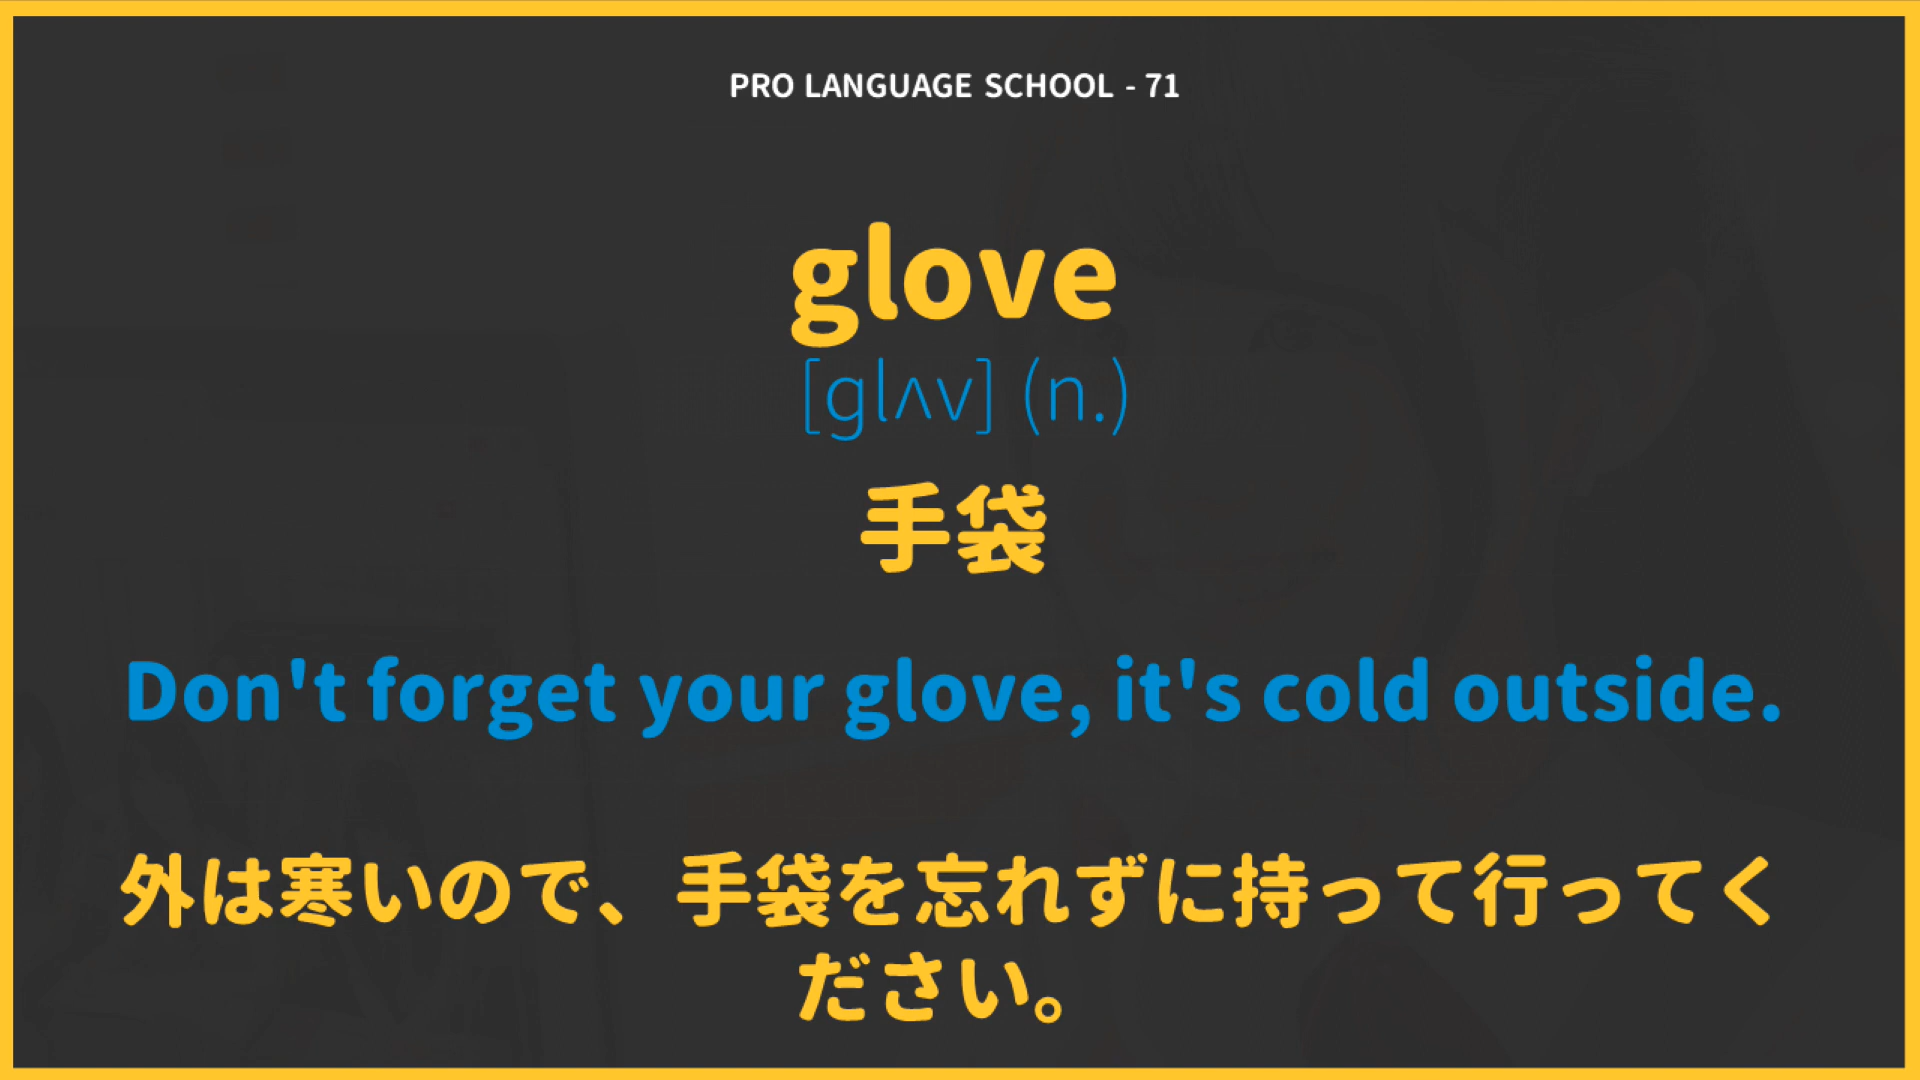 PRO LANGUAGE SCHOOL - 71
glove
[glʌv] (n.)
手袋
Don't forget your glove, it's cold outside.
外は寒いので、手袋を忘れずに持って行ってく
ださい。